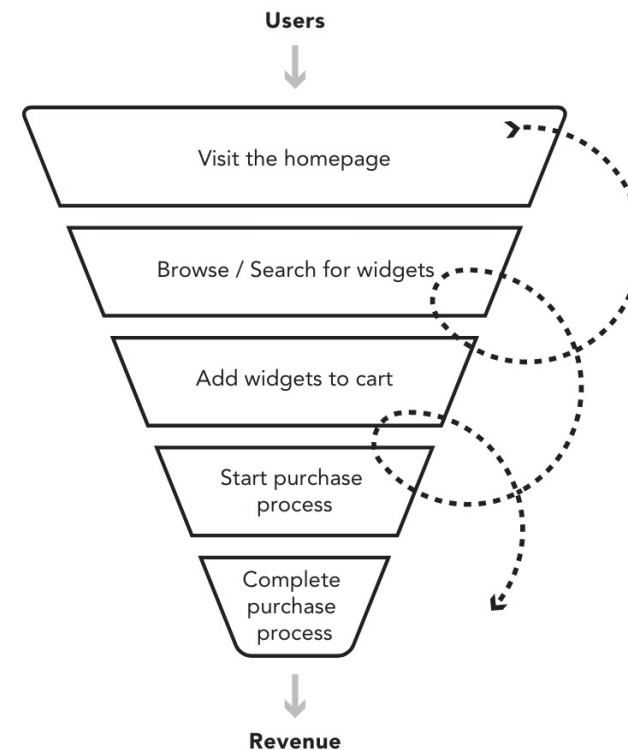 Users
Visit the homepage
Browse / Search for widgets
Add widgets to cart
Start purchase
process
Complete
purchase
process
Revenue